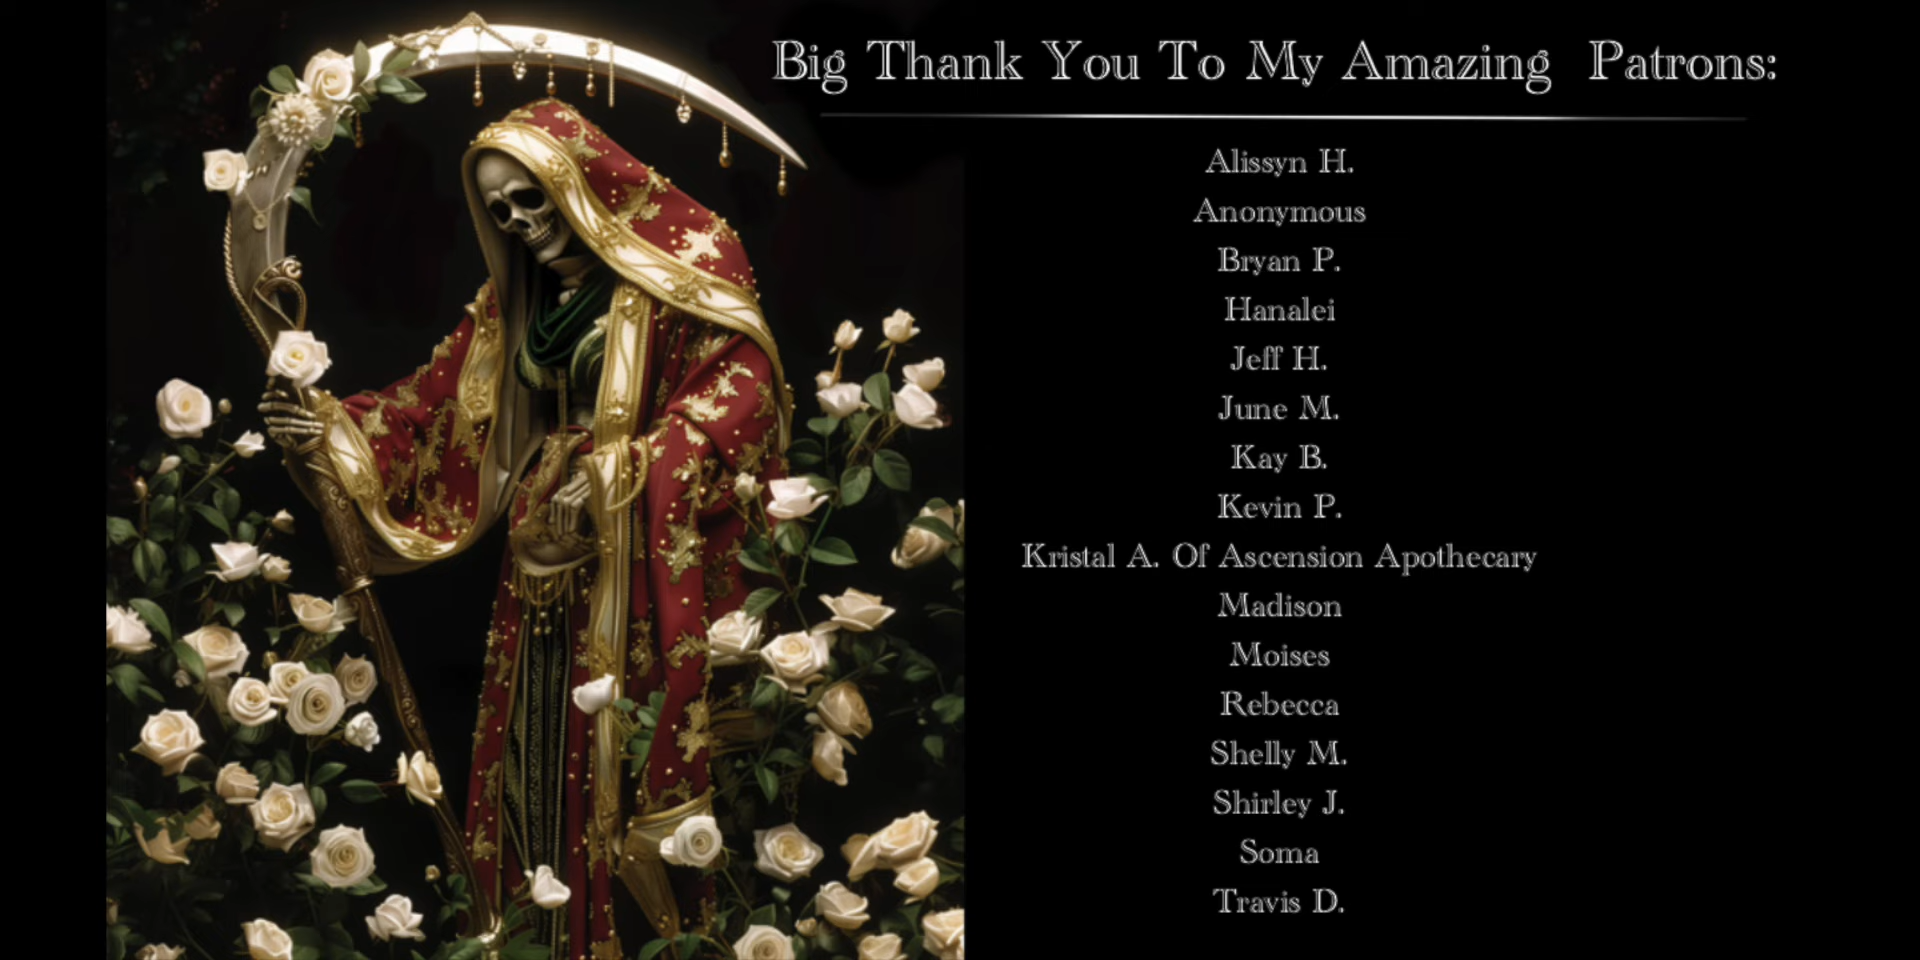 Big Thank You To My Amazing Patrons:
Alissyn H.
Anonymous
Bryan P.
Hanalei
Jeff H.
June M.
Kay B.
Kevin P.
Kristal A. Of Ascension Apothecary
Madison
Moises
Rebecca
Shelly M.
Shirley J.
Soma
Travis D.